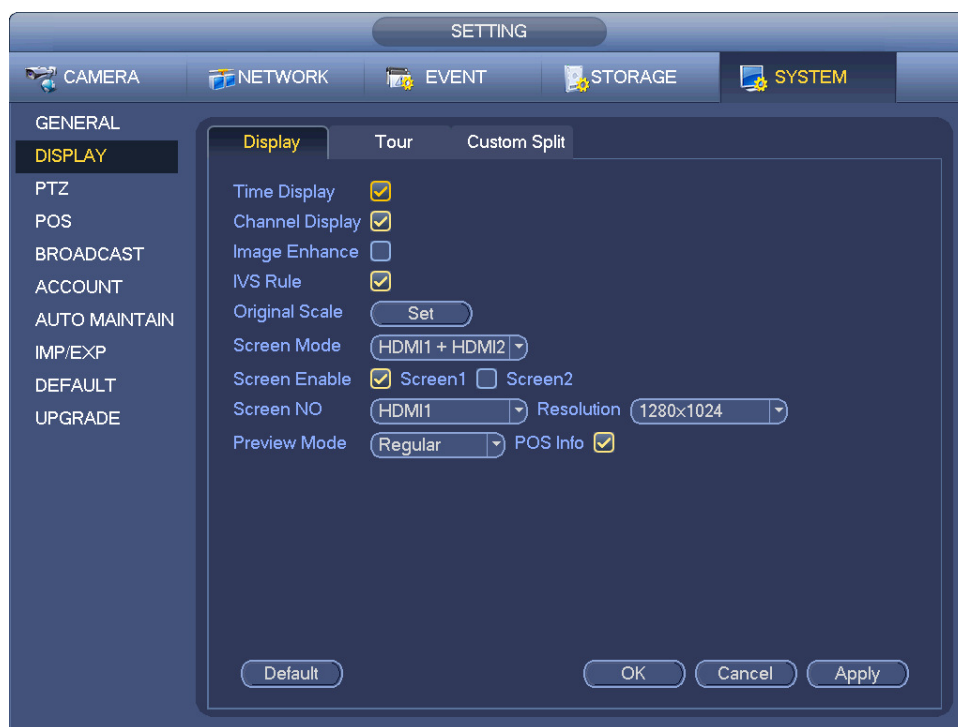 SETTING
CAMERA NETWORK EVENT STORAGE SYSTEM
GENERAL
DISPLAY
PTZ
POS
BROADCAST
ACCOUNT
AUTO MAINTAIN
IMP/EXP
DEFAULT
UPGRADE
Display Tour Custom Split
Time Display
Channel Display
Image Enhance
IVS Rule
Original Scale Set
Screen Mode HDMI1 + HDMI2
Screen Enable Screen1 Screen2
Screen NO HDMI1 Resolution 1280×1024
Preview Mode Regular POS Info
Default OK Cancel Apply